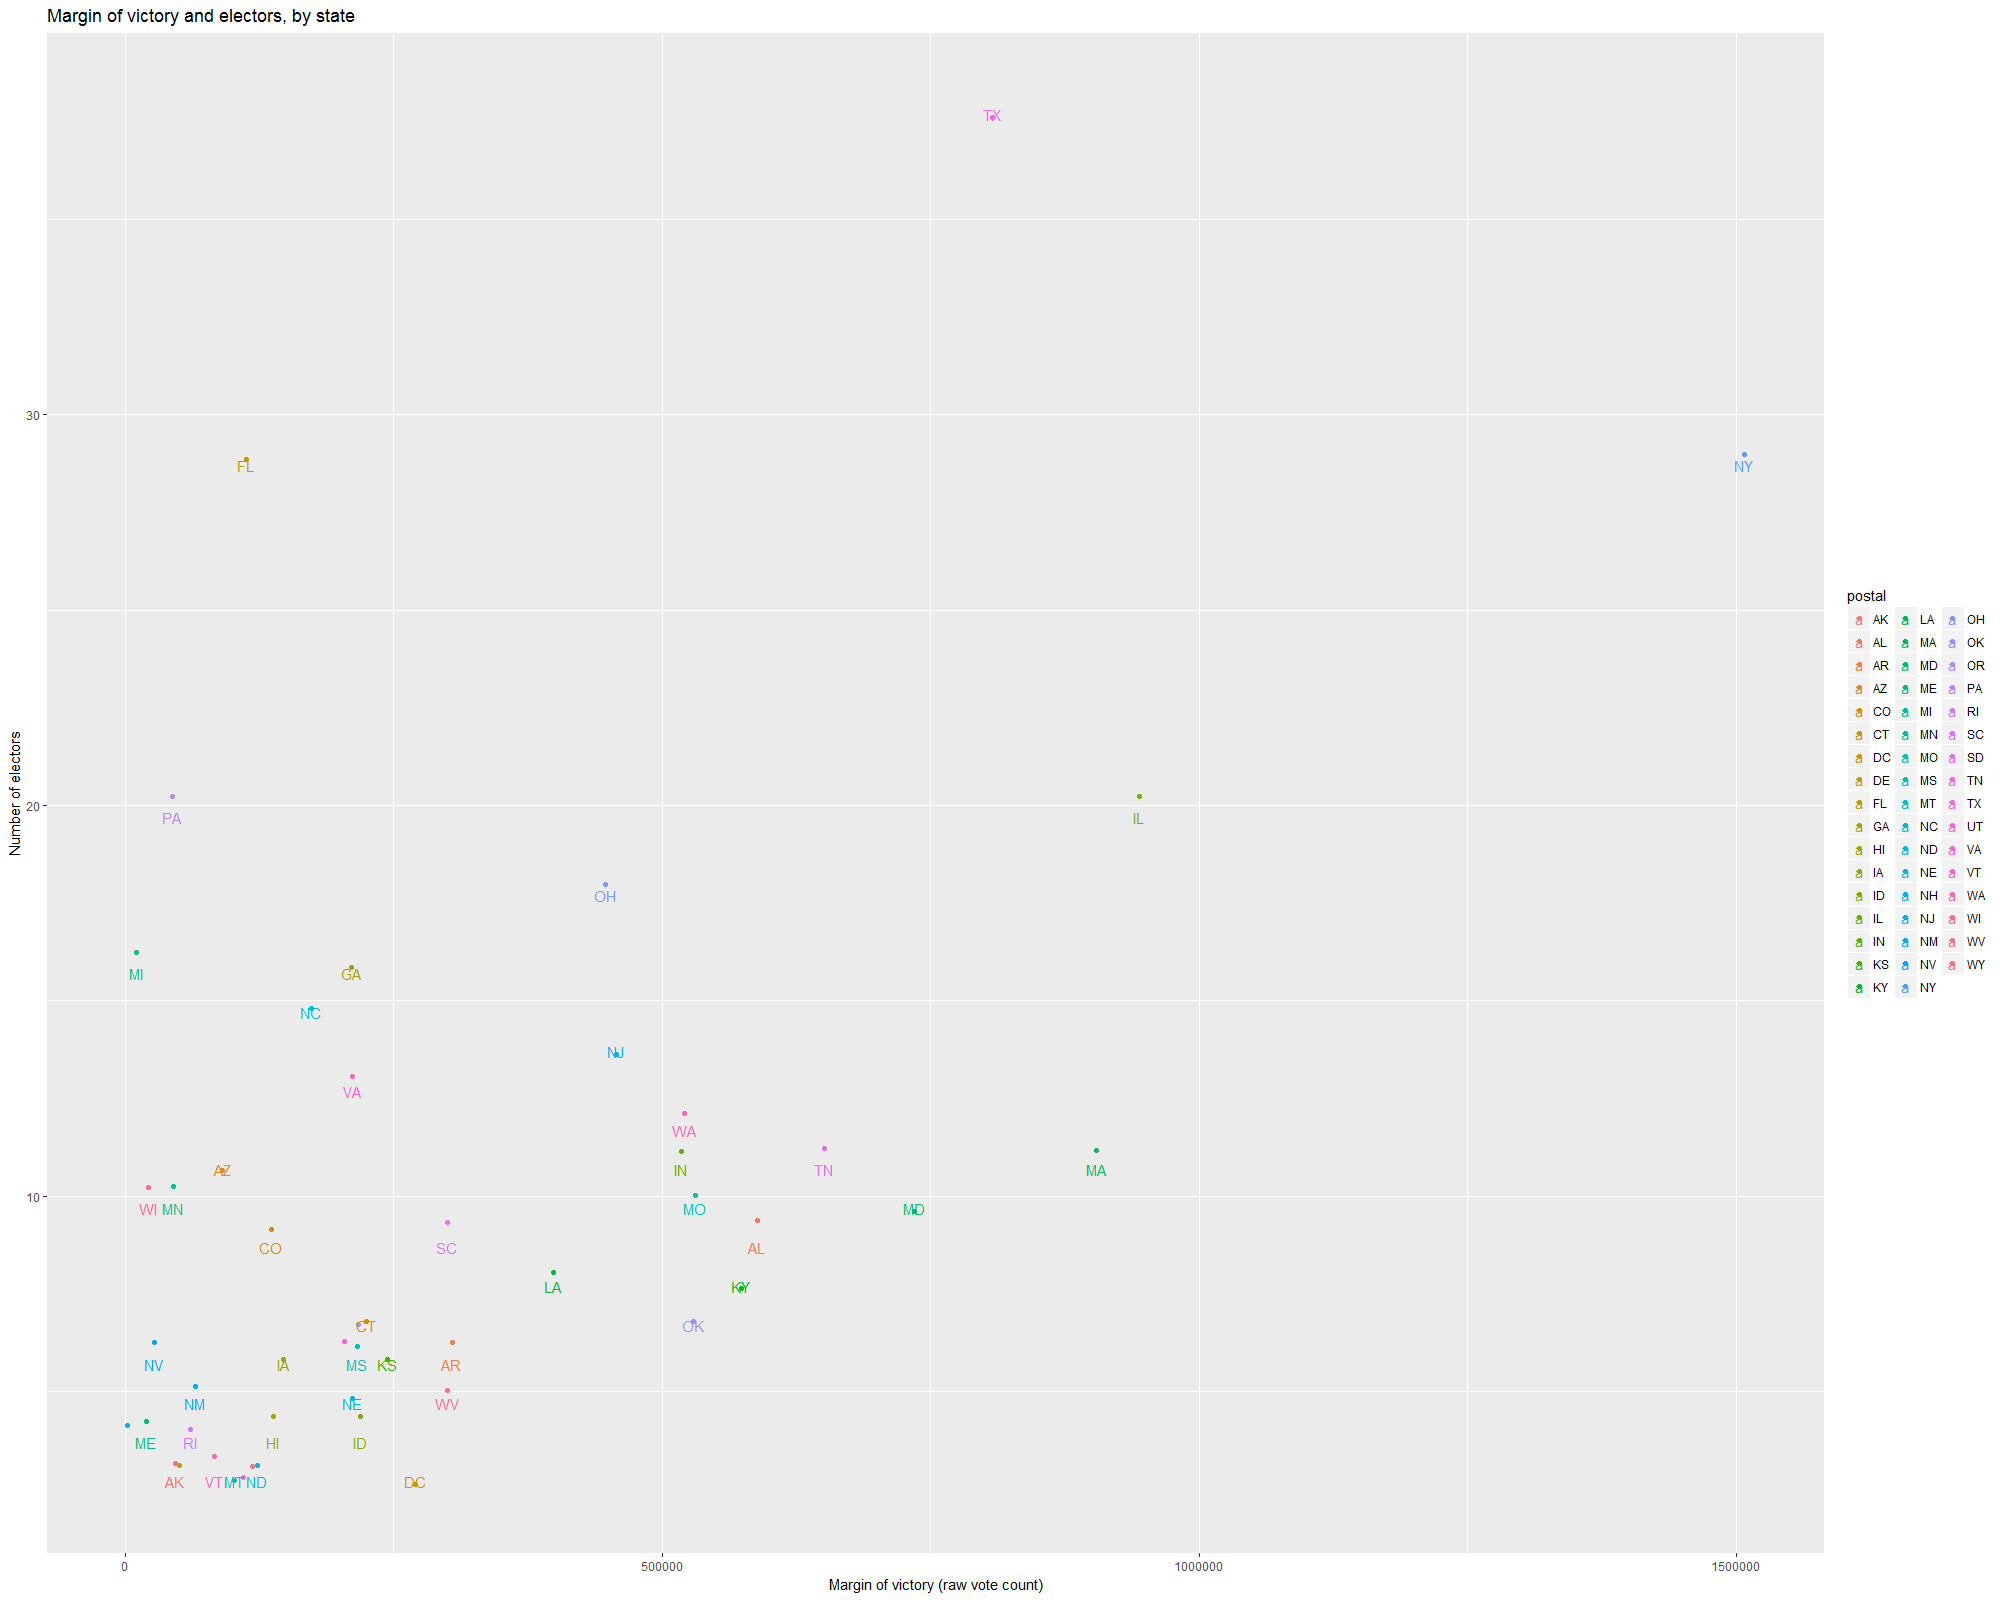 Margin of victory and electors, by state
TX
30
FL
NY
20
PA
IL
OH
MI
GA
NC
NJ
VA
WA
AZ
IN
TN
MA
10
WI
MN
MO
MD
CO
SC
AL
LA
KY
CT
OK
NV
IA
MS
KS
AR
NM
NE
WV
ME
RI
HI
ID
AK
VT
MT
ND
DC
0
500000
1000000
1500000
Margin of victory (raw vote count)
Number of electors
postal
a AK
a AL
a AR
a AZ
a CO
a CT
a DC
a DE
a FL
a GA
a HI
a IA
a ID
a IL
a IN
a KS
a KY
a LA
a MA
a MD
a ME
a MI
a MN
a MO
a MS
a MT
a NC
a ND
a NE
a NH
a NJ
a NM
a NV
a NY
a OH
a OK
a OR
a PA
a RI
a SC
a SD
a TN
a TX
a UT
a VA
a VT
a WA
a WI
a WV
a WY